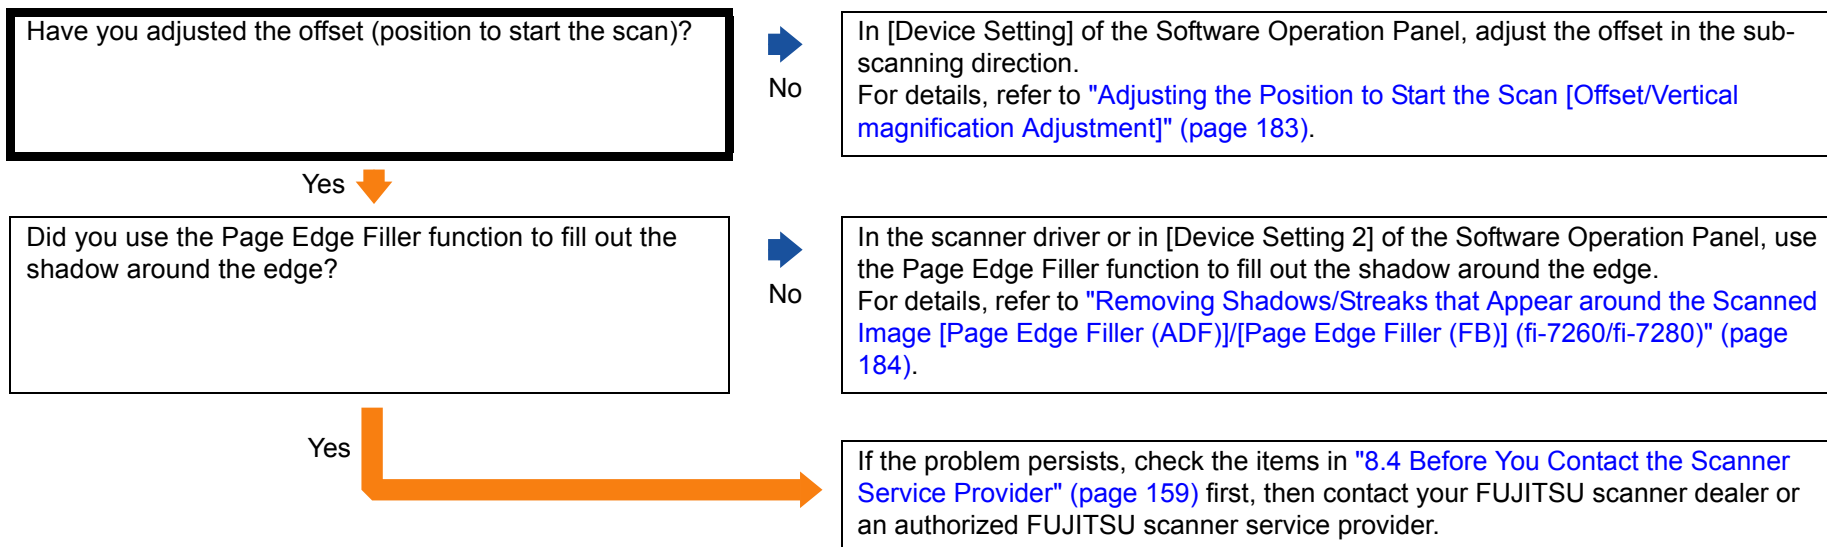 Have you adjusted the offset (position to start the scan)?
No
In [Device Setting] of the Software Operation Panel, adjust the offset in the sub-
scanning direction.
For details, refer to "Adjusting the Position to Start the Scan [Offset/Vertical
magnification Adjustment]" (page 183).
Yes
Did you use the Page Edge Filler function to fill out the
shadow around the edge?
No
In the scanner driver or in [Device Setting 2] of the Software Operation Panel, use
the Page Edge Filler function to fill out the shadow around the edge.
For details, refer to "Removing Shadows/Streaks that Appear around the Scanned
Image [Page Edge Filler (ADF)]/[Page Edge Filler (FB)] (fi-7260/fi-7280)" (page
184).
Yes
If the problem persists, check the items in "8.4 Before You Contact the Scanner
Service Provider" (page 159) first, then contact your FUJITSU scanner dealer or
an authorized FUJITSU scanner service provider.